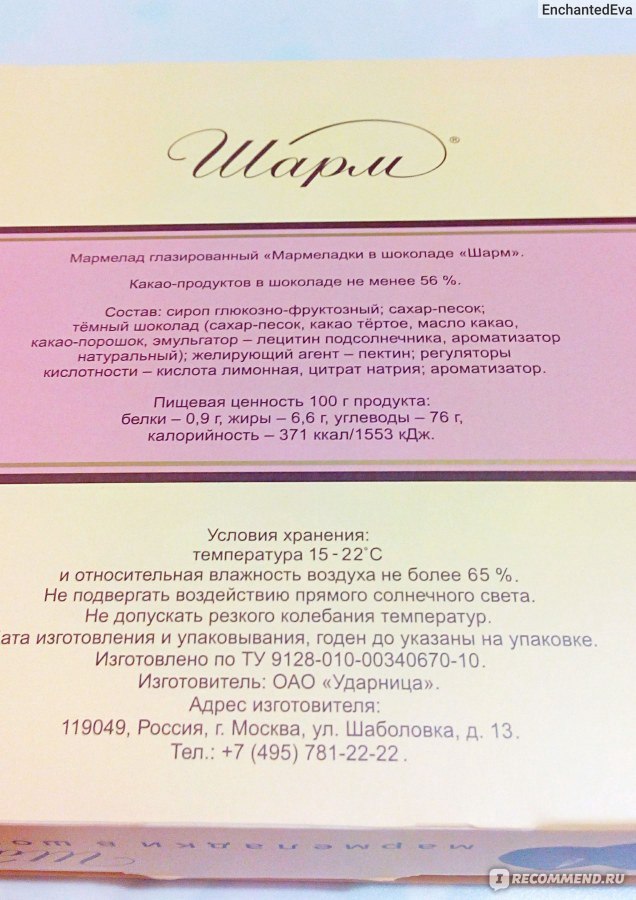 EnchantedEva
Шарм®
Мармелад глазированный «Мармеладки в шоколаде «Шарм».
Какао-продуктов в шоколаде не менее 56 %.
Состав: сироп глюкозно-фруктозный; сахар-песок;
тёмный шоколад (сахар-песок, какао тёртое, масло какао,
какао-порошок, эмульгатор – лецитин подсолнечника, ароматизатор
натуральный); желирующий агент – пектин; регуляторы
кислотности – кислота лимонная, цитрат натрия; ароматизатор.
Пищевая ценность 100 г продукта:
белки – 0,9 г, жиры – 6,6 г, углеводы – 76 г,
калорийность – 371 ккал/1553 кДж.
Условия хранения:
температура 15 - 22°С
и относительная влажность воздуха не более 65 %.
Не подвергать воздействию прямого солнечного света.
Не допускать резкого колебания температур.
ата изготовления и упаковывания, годен до указаны на упаковке.
Изготовлено по ТУ 9128-010-00340670-10.
Изготовитель: ОАО «Ударница».
Адрес изготовителя:
119049, Россия, г. Москва, ул. Шаболовка, д. 13.
Тел.: +7 (495) 781-22-22 .
мармеладки в шо
I RECOMMEND.RU